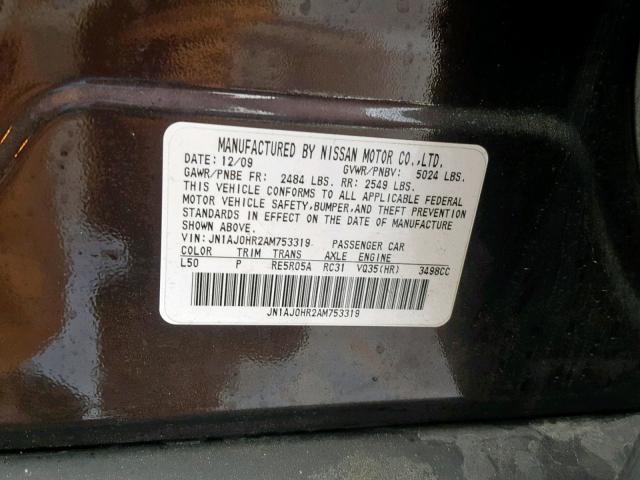 MANUFACTURED BY NISSAN MOTOR CO.,LTD.
DATE: 12/09 GVWR/PNBV: 5024 LBS.
GAWR/PNBE FR: 2484 LBS. RR: 2549 LBS.
THIS VEHICLE CONFORMS TO ALL APPLICABLE FEDERAL
MOTOR VEHICLE SAFETY, BUMPER, AND THEFT PREVENTION
STANDARDS IN EFFECT ON THE DATE OF MANUFACTURE
SHOWN ABOVE.
VIN: JN1AJ0HR2AM753319 PASSENGER CAR
COLOR TRIM TRANS AXLE ENGINE
L50 P RE5R05A RC31 VQ35(HR) 3498CC
JN1AJ0HR2AM753319